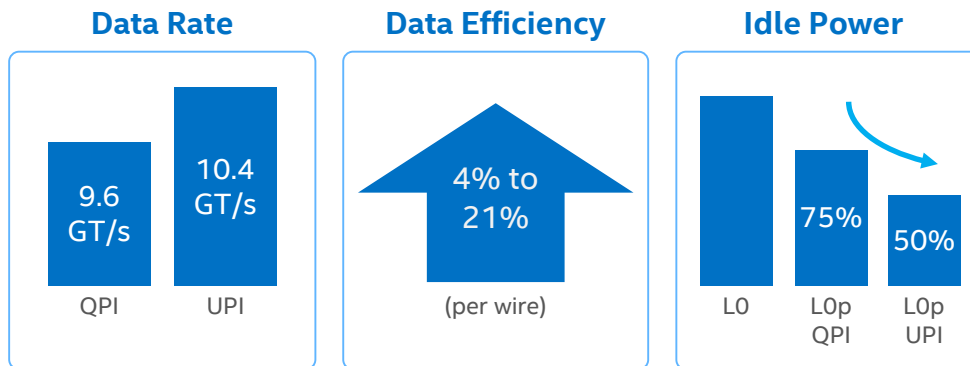 Data Rate
9.6
GT/s
10.4
GT/s
QPI
UPI
Data Efficiency
4% to
21%
(per wire)
Idle Power
75%
50%
L0
L0p
QPI
L0p
UPI